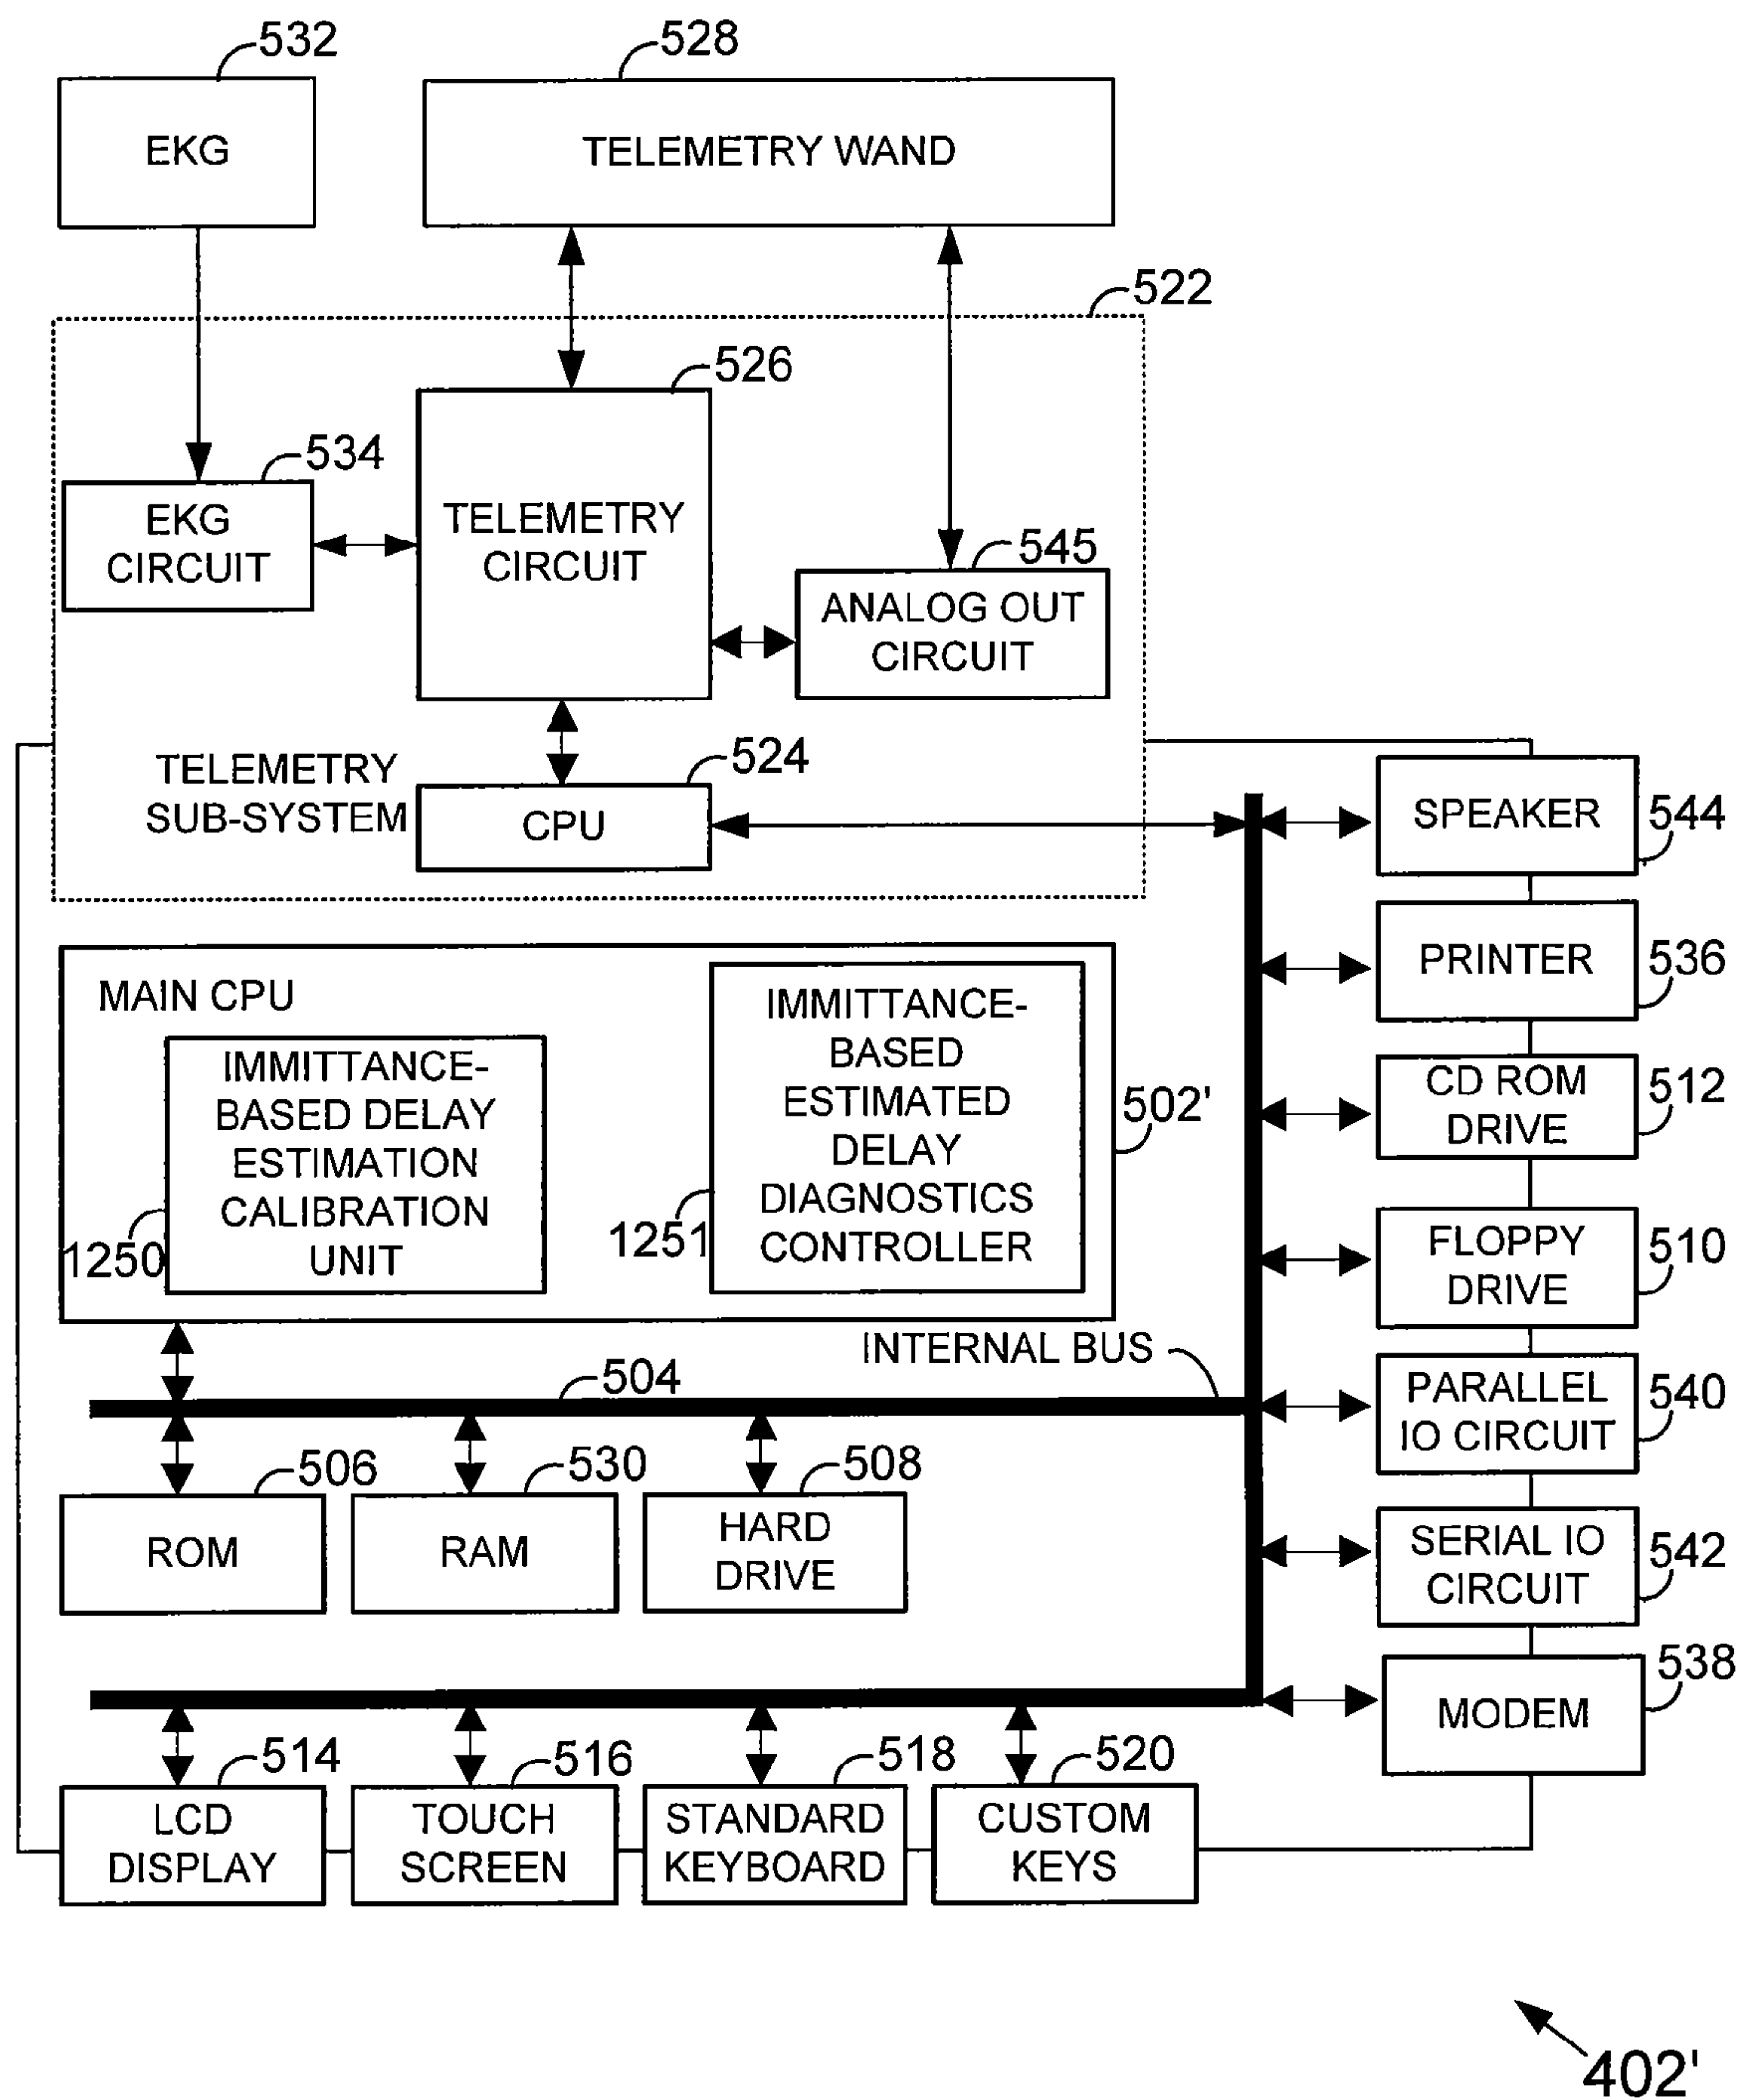 532
528
EKG
TELEMETRY WAND
522
526
534
EKG
CIRCUIT
TELEMETRY
CIRCUIT
545
ANALOG OUT
CIRCUIT
TELEMETRY
SUB-SYSTEM
524
CPU
SPEAKER
544
PRINTER
536
CD ROM
DRIVE
512
FLOPPY
DRIVE
510
PARALLEL
IO CIRCUIT
540
SERIAL IO
CIRCUIT
542
MODEM
538
MAIN CPU
IMMITTANCE-
BASED DELAY
ESTIMATION
CALIBRATION
UNIT
1250
IMMITTANCE-
BASED
ESTIMATED
DELAY
DIAGNOSTICS
CONTROLLER
1251
502'
INTERNAL BUS
504
506
ROM
530
RAM
508
HARD
DRIVE
514
LCD
DISPLAY
516
TOUCH
SCREEN
518
STANDARD
KEYBOARD
520
CUSTOM
KEYS
402'